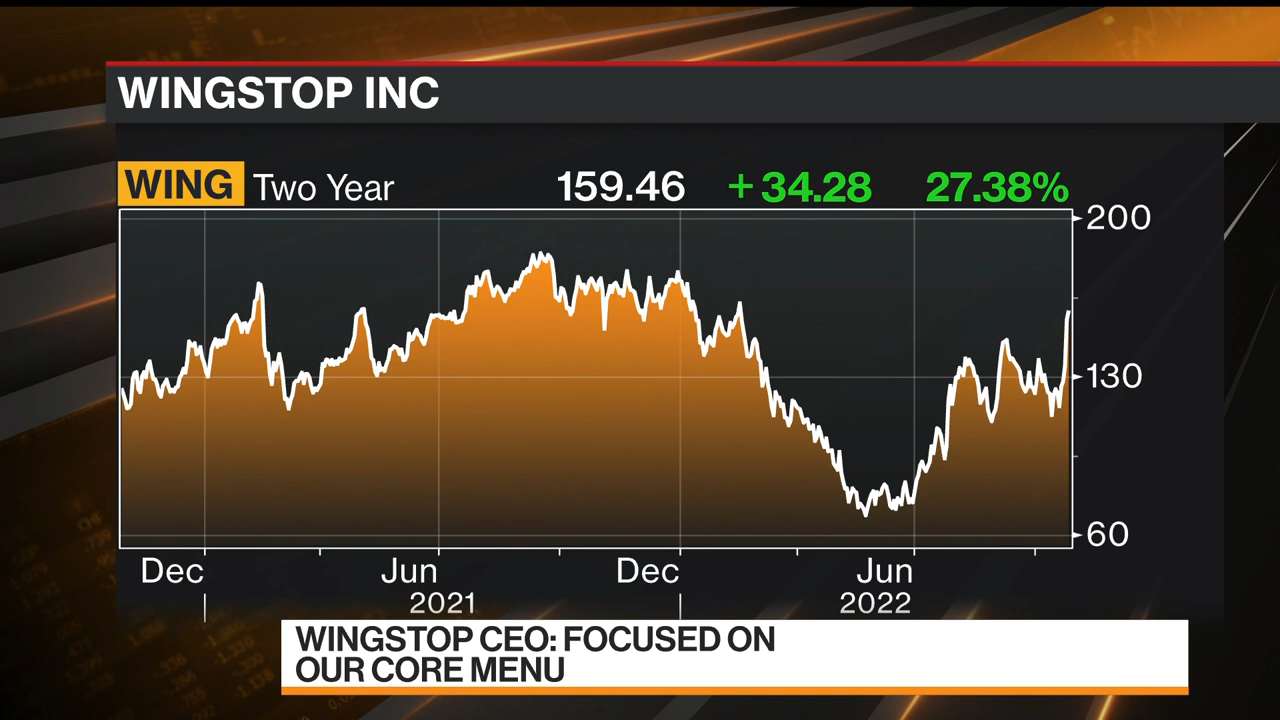 WINGSTOP INC
WING Two Year 159.46 +34.28 27.38%
200
130
60
Dec Jun Dec Jun
2021 2022
WINGSTOP CEO: FOCUSED ON
OUR CORE MENU